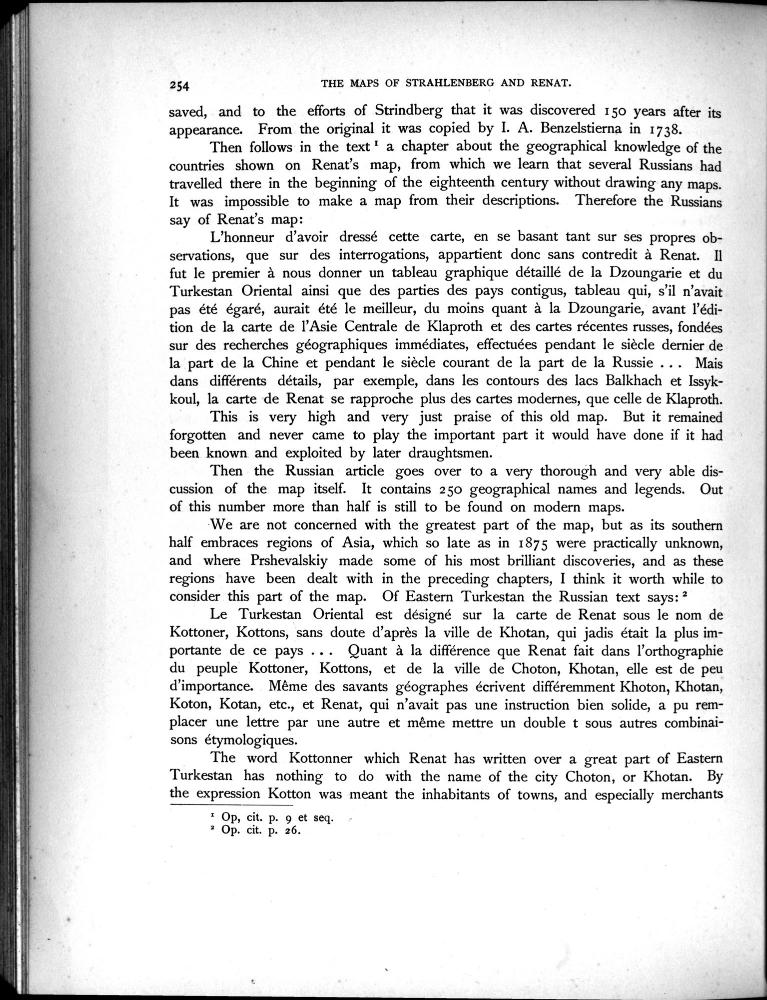 254
THE MAPS OF STRAHLENBERG AND RENAT.
saved, and to the efforts of Strindberg that it was discovered 150 years after its
appearance. From the original it was copied by I. A. Benzelstierna in 1738.
Then follows in the text ¹ a chapter about the geographical knowledge of the
countries shown on Renat's map, from which we learn that several Russians had
travelled there in the beginning of the eighteenth century without drawing any maps.
It was impossible to make a map from their descriptions. Therefore the Russians
say of Renat's map:
L'honneur d'avoir dressé cette carte, en se basant tant sur ses propres ob-
servations, que sur des interrogations, appartient donc sans contredit à Renat. Il
fut le premier à nous donner un tableau graphique détaillé de la Dzoungarie et du
Turkestan Oriental ainsi que des parties des pays contigus, tableau qui, s'il n'avait
pas été égaré, aurait été le meilleur, du moins quant à la Dzoungarie, avant l'édi-
tion de la carte de l'Asie Centrale de Klaproth et des cartes récentes russes, fondées
sur des recherches géographiques immédiates, effectuées pendant le siècle dernier de
la part de la Chine et pendant le siècle courant de la part de la Russie ... Mais
dans différents détails, par exemple, dans les contours des lacs Balkhach et Issyk-
koul, la carte de Renat se rapproche plus des cartes modernes, que celle de Klaproth.
This is very high and very just praise of this old map. But it remained
forgotten and never came to play the important part it would have done if it had
been known and exploited by later draughtsmen.
Then the Russian article goes over to a very thorough and very able dis-
cussion of the map itself. It contains 250 geographical names and legends. Out
of this number more than half is still to be found on modern maps.
We are not concerned with the greatest part of the map, but as its southern
half embraces regions of Asia, which so late as in 1875 were practically unknown,
and where Prshevalskiy made some of his most brilliant discoveries, and as these
regions have been dealt with in the preceding chapters, I think it worth while to
consider this part of the map. Of Eastern Turkestan the Russian text says: ²
Le Turkestan Oriental est désigné sur la carte de Renat sous le nom de
Kottoner, Kottons, sans doute d'après la ville de Khotan, qui jadis était la plus im-
portante de ce pays ... Quant à la différence que Renat fait dans l'orthographie
du peuple Kottoner, Kottons, et de la ville de Choton, Khotan, elle est de peu
d'importance. Même des savants géographes écrivent différemment Khoton, Khotan,
Koton, Kotan, etc., et Renat, qui n'avait pas une instruction bien solide, a pu rem-
placer une lettre par une autre et même mettre un double t sous autres combinai-
sons étymologiques.
The word Kottonner which Renat has written over a great part of Eastern
Turkestan has nothing to do with the name of the city Choton, or Khotan. By
the expression Kotton was meant the inhabitants of towns, and especially merchants
¹ Op, cit. p. 9 et seq.
² Op. cit. p. 26.